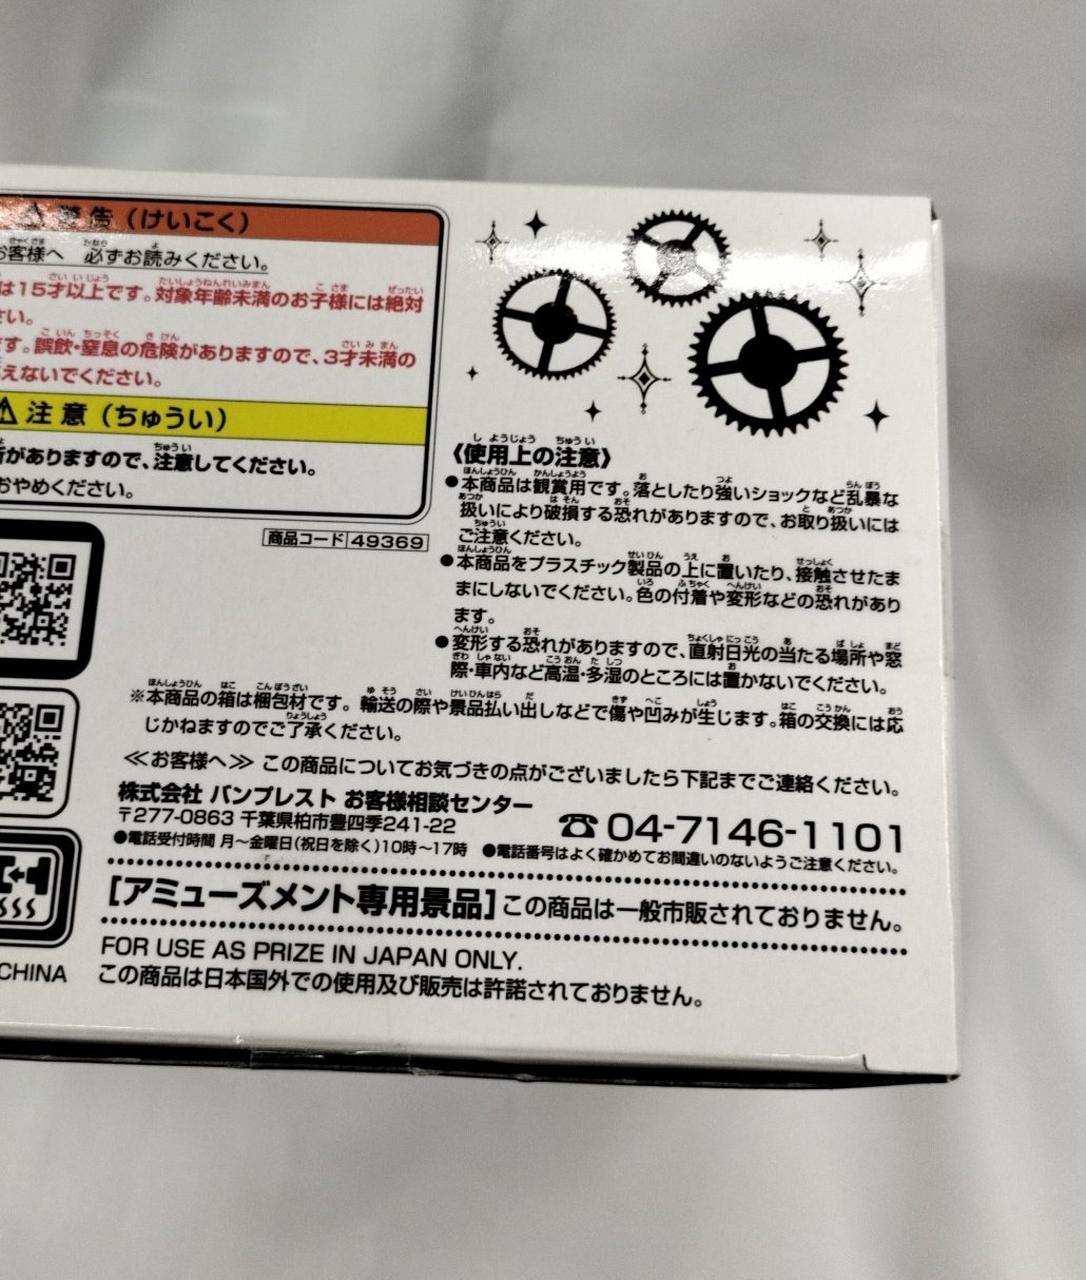 警告（けいこく）
お客様へ 必ずお読みください。
は15才以上です。対象年齢未満のお子様には絶対
さい。
す。誤飲・窒息の危険がありますので、3才未満の
えないでください。
注意（ちゅうい）
がありますので、注意してください。
おやめください。
商品コード 49369
《使用上の注意》
●本商品は観賞用です。落としたり強いショックなど乱暴な
扱いにより破損する恐れがありますので、お取り扱いには
ご注意ください。
●本商品をプラスチック製品の上に置いたり、接触させたま
まにしないでください。色の付着や変形などの恐れがあり
ます。
●変形する恐れがありますので、直射日光の当たる場所や窓
際・車内など高温・多湿のところには置かないでください。
※本商品の箱は梱包材です。輸送の際や景品払い出しなどで傷や凹みが生じます。箱の交換には応
じかねますのでご了承ください。
≪お客様へ≫ この商品についてお気づきの点がございましたら下記までご連絡ください。
株式会社 バンプレスト お客様相談センター
〒277-0863 千葉県柏市豊四季241-22
☎04-7146-1101
●電話受付時間 月～金曜日(祝日を除く)10時～17時 ●電話番号はよく確かめてお間違いのないようご注意ください。
[アミューズメント専用景品]この商品は一般市販されておりません。
FOR USE AS PRIZE IN JAPAN ONLY.
CHINA
この商品は日本国外での使用及び販売は許諾されておりません。